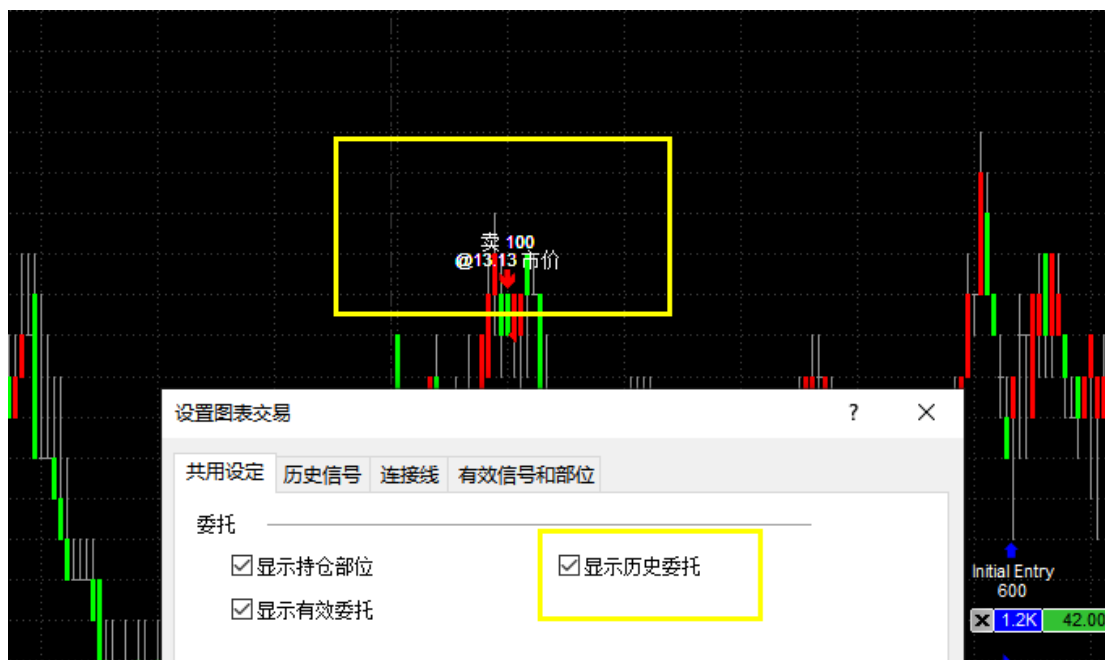 卖 100
@13.13 市价
设置图表交易
?
共用设定 历史信号 连接线 有效信号和部位
委托
显示持仓部位 显示历史委托
显示有效委托
Initial Entry
600
X 1.2K 42.00